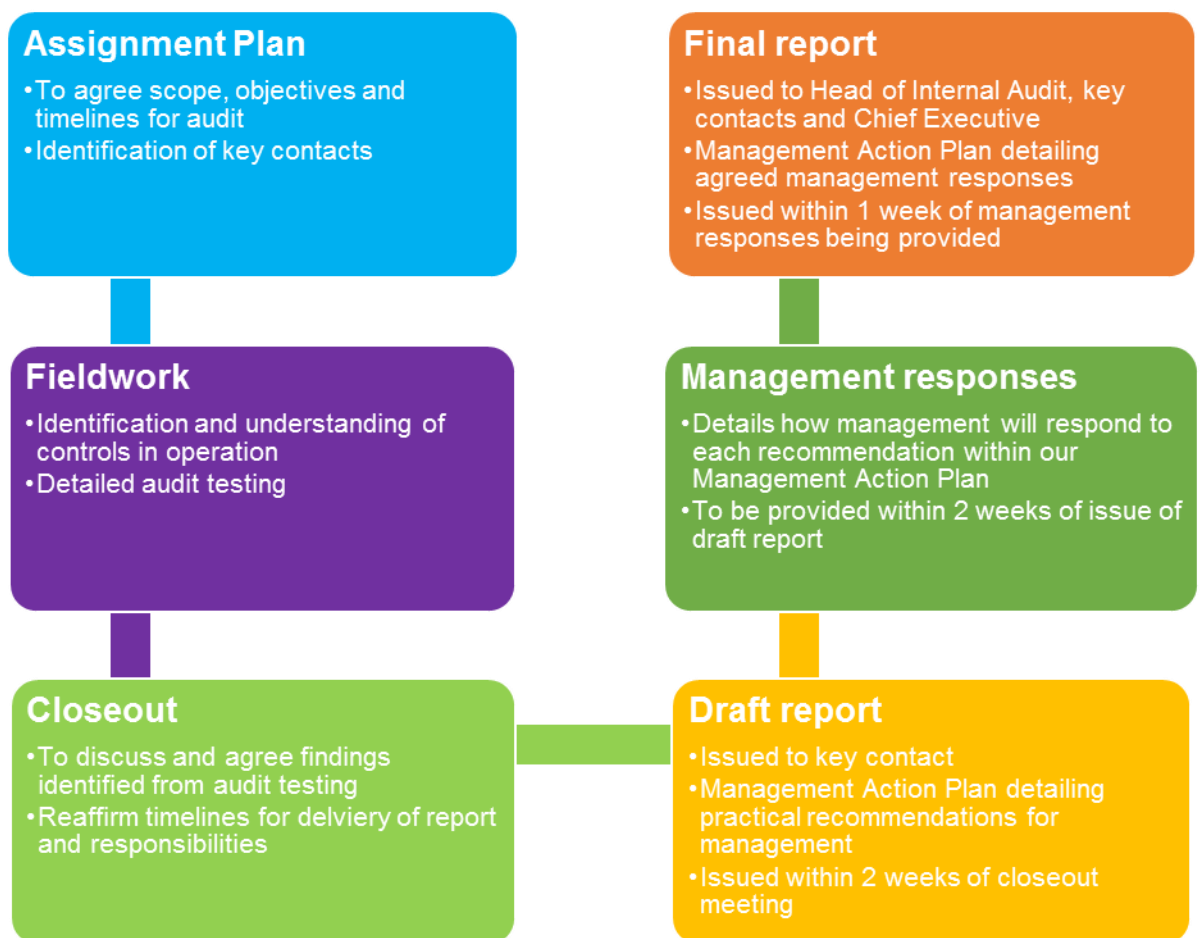 Assignment Plan
•To agree scope, objectives and
timelines for audit
•Identification of key contacts
Fieldwork
•Identification and understanding of
controls in operation
•Detailed audit testing
Closeout
•To discuss and agree findings
identified from audit testing
•Reaffirm timelines for delviery of report
and responsibilities
Draft report
•Issued to key contact
•Management Action Plan detailing
practical recommendations for
management
•Issued within 2 weeks of closeout
meeting
Management responses
•Details how management will respond to
each recommendation within our
Management Action Plan
•To be provided within 2 weeks of issue of
draft report
Final report
•Issued to Head of Internal Audit, key
contacts and Chief Executive
•Management Action Plan detailing
agreed management responses
•Issued within 1 week of management
responses being provided